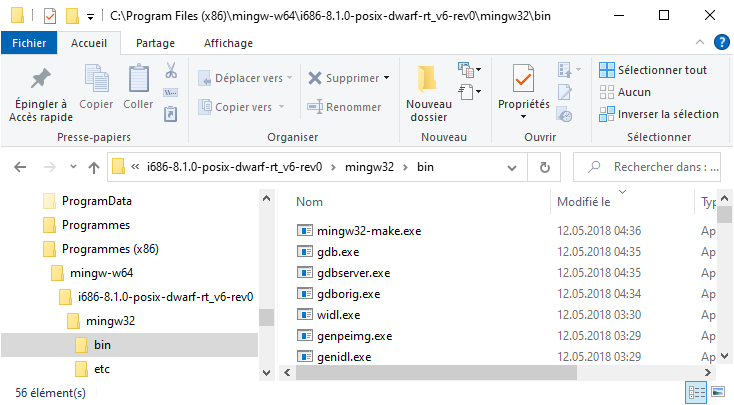 C:\Program Files (x86)\mingw-w64\i686-8.1.0-posix-dwarf-rt_v6-rev0\mingw32\bin
Fichier Accueil Partage Affichage
Épingler à Accès rapide
Copier
Coller
Presse-papiers
Déplacer vers
Copier vers
Supprimer
Renommer
Organiser
Nouveau dossier
Nouveau
Propriétés
Ouvrir
Sélectionner tout
Aucun
Inverser la sélection
Sélectionner
« i686-8.1.0-posix-dwarf-rt_v6-rev0 > mingw32 > bin
Rechercher dans : ...
ProgramData
Programmes
Programmes (x86)
mingw-w64
i686-8.1.0-posix-dwarf-rt_v6-rev0
mingw32
bin
etc
Nom Modifié le Typ
mingw32-make.exe 12.05.2018 04:36 Ap
gdb.exe 12.05.2018 04:35 Ap
gdbserver.exe 12.05.2018 04:35 Ap
gdborig.exe 12.05.2018 04:34 Ap
widl.exe 12.05.2018 03:30 Ap
genpeimg.exe 12.05.2018 03:29 Ap
genidl.exe 12.05.2018 03:29 Ap
56 élément(s)